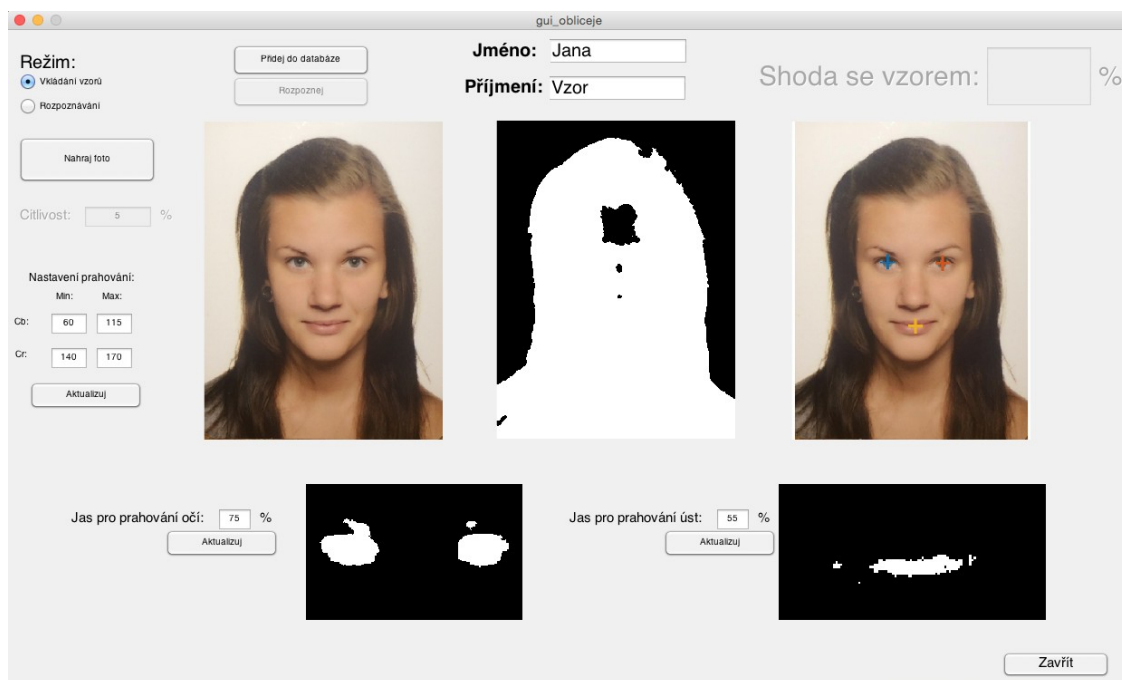 gui_obliceje
Režim:
Vkládání vzorů
Rozpoznávání
Přidej do databáze
Rozpoznej
Jméno: Jana
Příjmení: Vzor
Shoda se vzorem: %
Nahraj foto
Citlivost: 5 %
Nastavení prahování:
Min: Max:
Cb: 60 115
Cr: 140 170
Aktualizuj
Jas pro prahování očí: 75 %
Aktualizuj
Jas pro prahování úst: 55 %
Aktualizuj
Zavřít